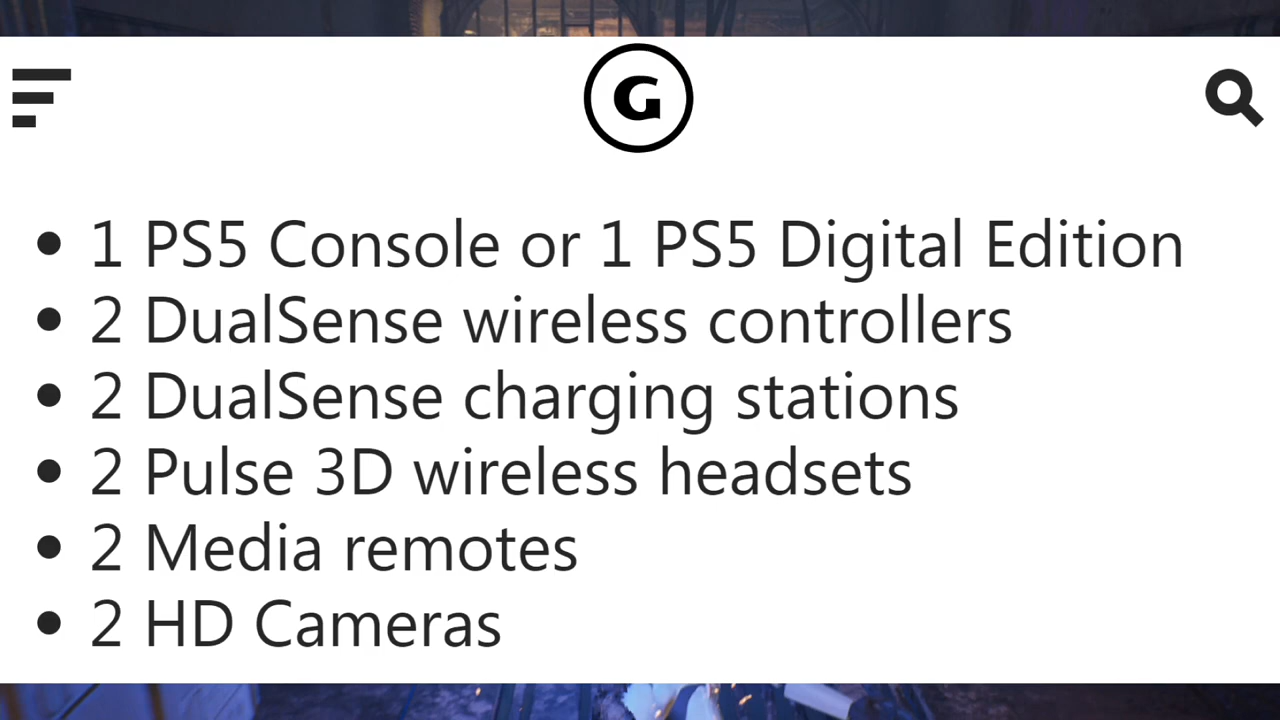 G
1 PS5 Console or 1 PS5 Digital Edition
2 DualSense wireless controllers
2 DualSense charging stations
2 Pulse 3D wireless headsets
2 Media remotes
2 HD Cameras